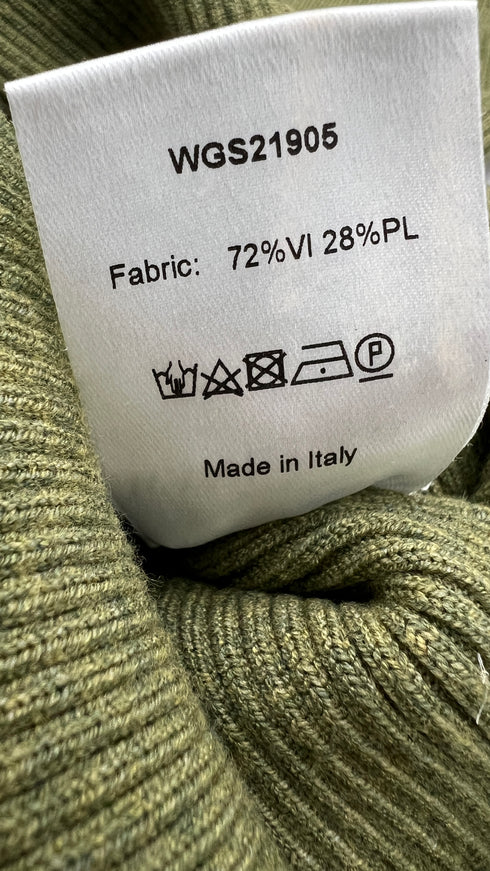 WGS21905
Fabric: 72%VI 28%PL
P
Made in Italy